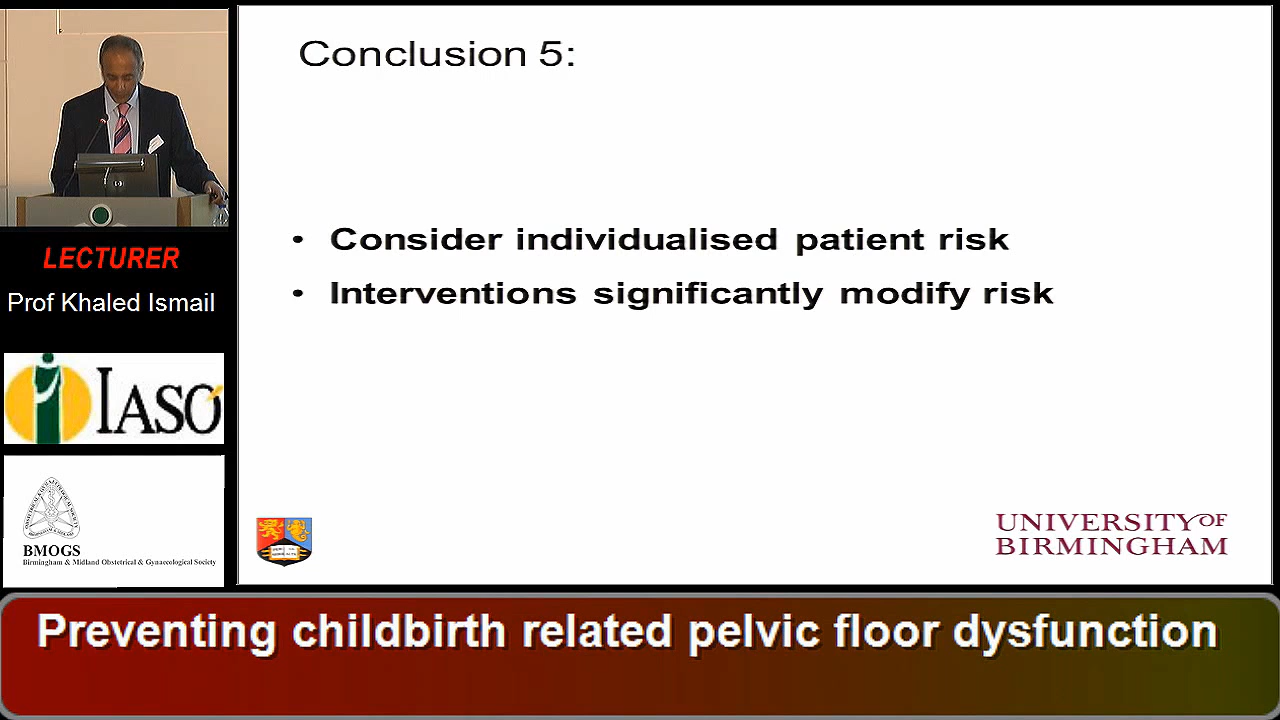 Conclusion 5:
• Consider individualised patient risk
• Interventions significantly modify risk
LECTURER
Prof Khaled Ismail
IASO
BMOGS
Birmingham & Midland Obstetrical & Gynaecological Society
UNIVERSITY OF
BIRMINGHAM
Preventing childbirth related pelvic floor dysfunction